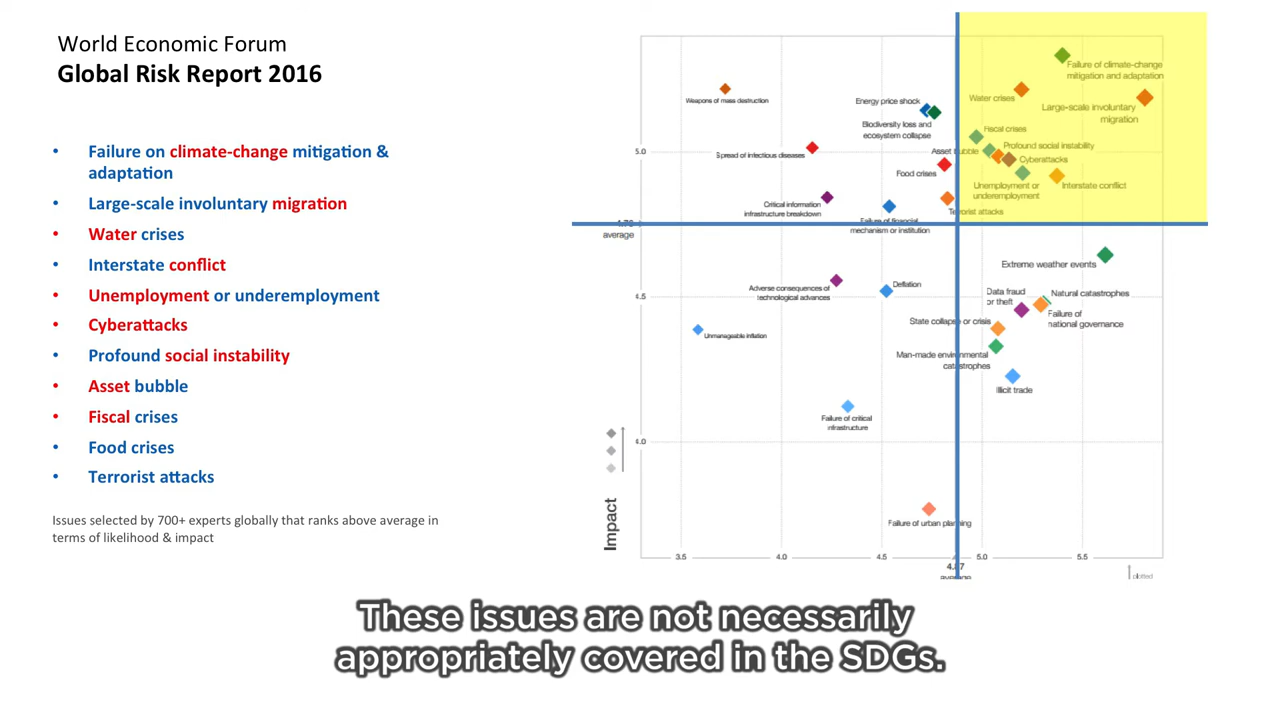 World Economic Forum
Global Risk Report 2016
• Failure on climate-change mitigation &
adaptation
• Large-scale involuntary migration
• Water crises
• Interstate conflict
• Unemployment or underemployment
• Cyberattacks
• Profound social instability
• Asset bubble
• Fiscal crises
• Food crises
• Terrorist attacks
Issues selected by 700+ experts globally that ranks above average in
terms of likelihood & impact
Failure of climate-change
mitigation and adaptation
Weapons of mass destruction
Energy price shock
Water crises
Large-scale involuntary
migration
Biodiversity loss and
ecosystem collapse
Fiscal crises
5.0
Spread of infectious diseases
Asset bubble
Profound social instability
Cyberattacks
Food crises
Unemployment or
underemployment
Interstate conflict
Critical information
infrastructure breakdown
Terrorist attacks
Failure of financial
mechanism or institution
average
Extreme weather events
Adverse consequences of
technological advances
Deflation
Data fraud
or theft
Natural catastrophes
4.5
Failure of
national governance
State collapse or crisis
Unmanageable inflation
Man-made environmental
catastrophes
Illicit trade
Failure of critical
infrastructure
4.0
Impact
Failure of urban planning
3.5
4.0
4.5
5.0
5.5
average
plotted
These issues are not necessarily
appropriately covered in the SDGs.